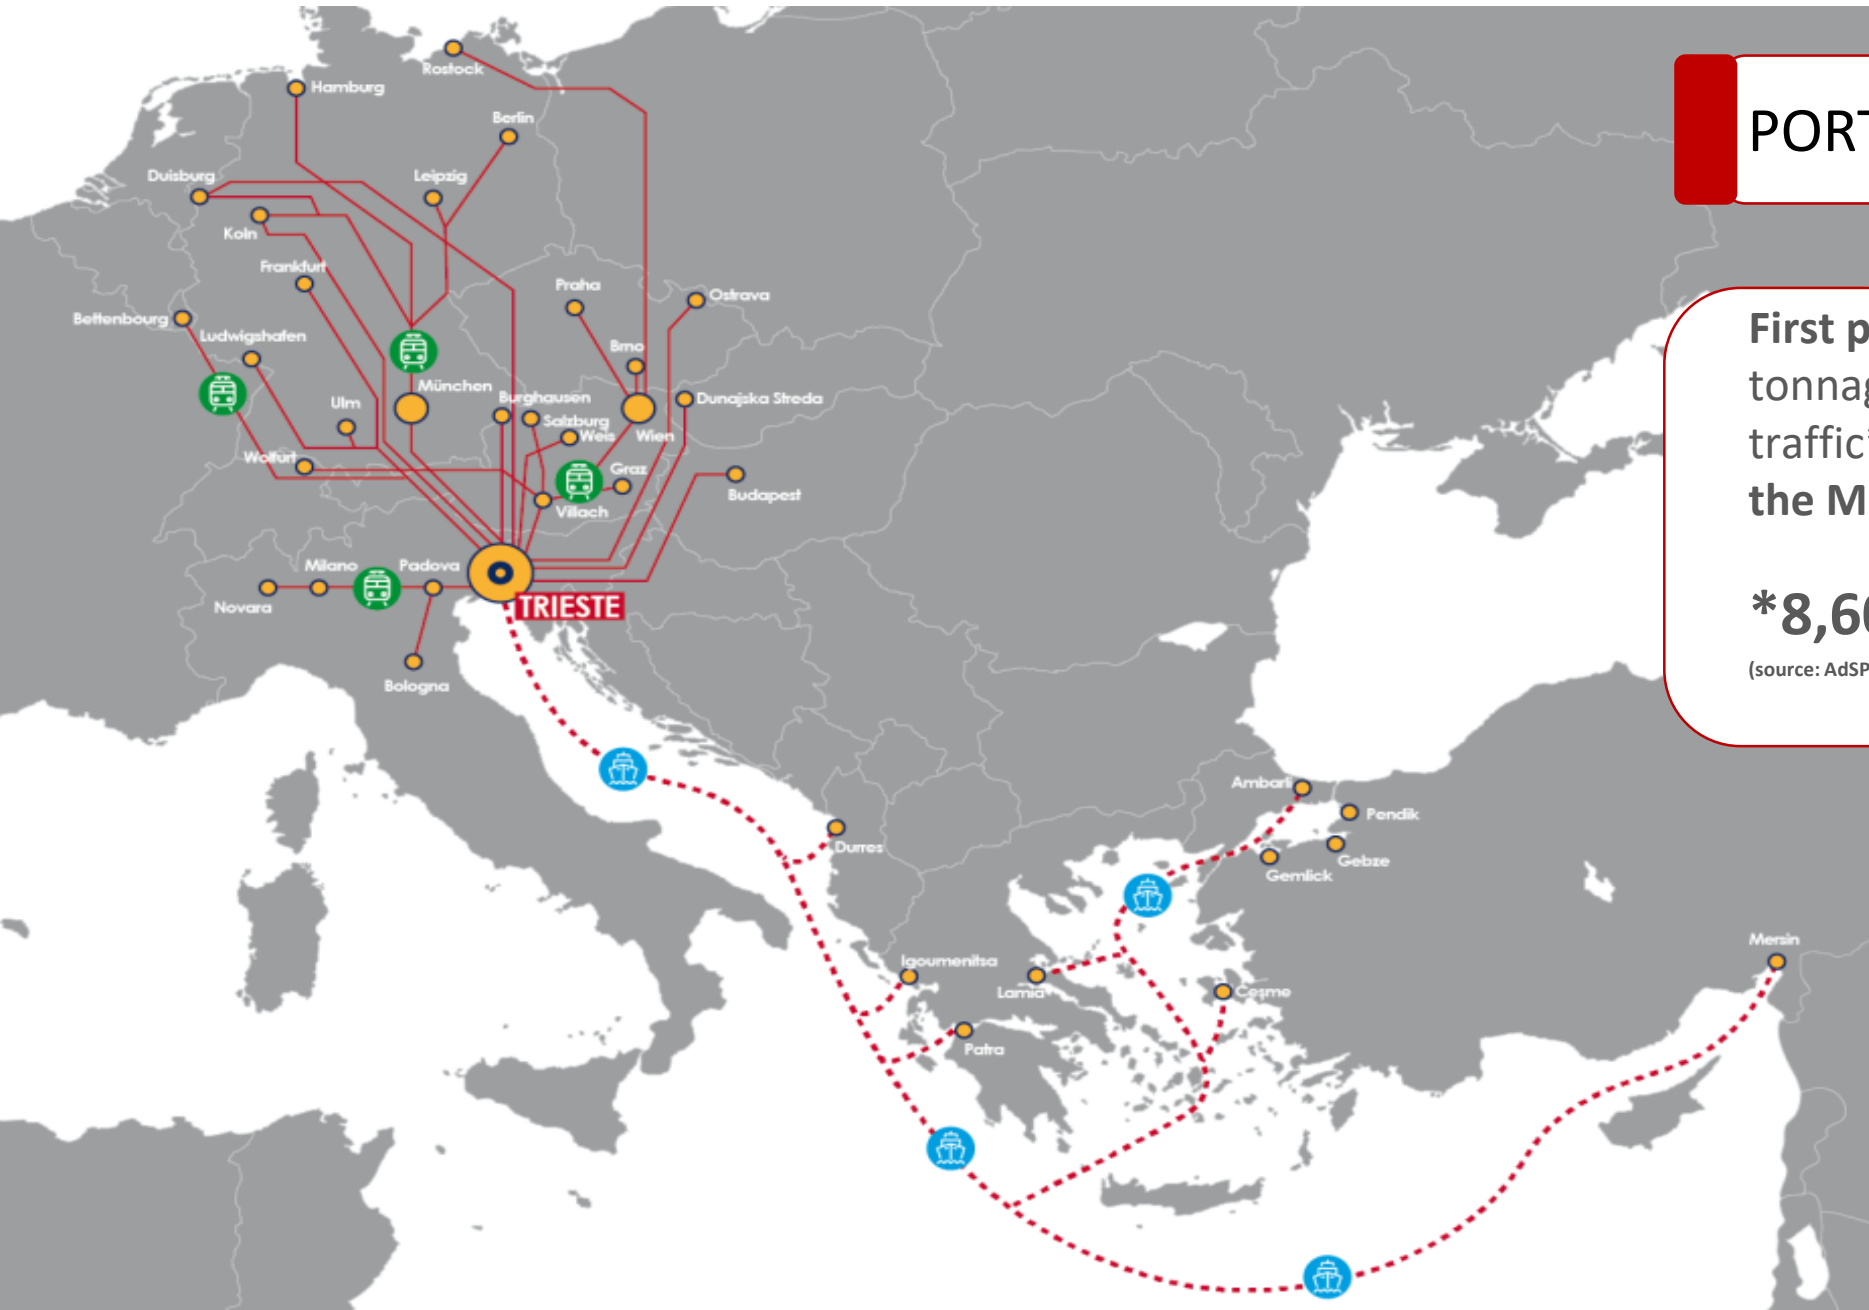 Rostock
Hamburg
Berlin
Duisburg
Leipzig
Koln
Frankfurt
Praha
Ostrava
Bettenbourg
Ludwigshafen
Brno
München
Burghausen
Dunajska Streda
Ulm
Salzburg
Weis
Wien
Wolfurt
Graz
Budapest
Villach
Milano
Padova
Novara
TRIESTE
Bologna
Ambarli
Pendik
Durres
Gebze
Gemlick
Mersin
Igoumenitsa
Lamia
Cesme
Patra
PORT
First p
tonnag
traffic*
the M
*8,60
(source: AdSP